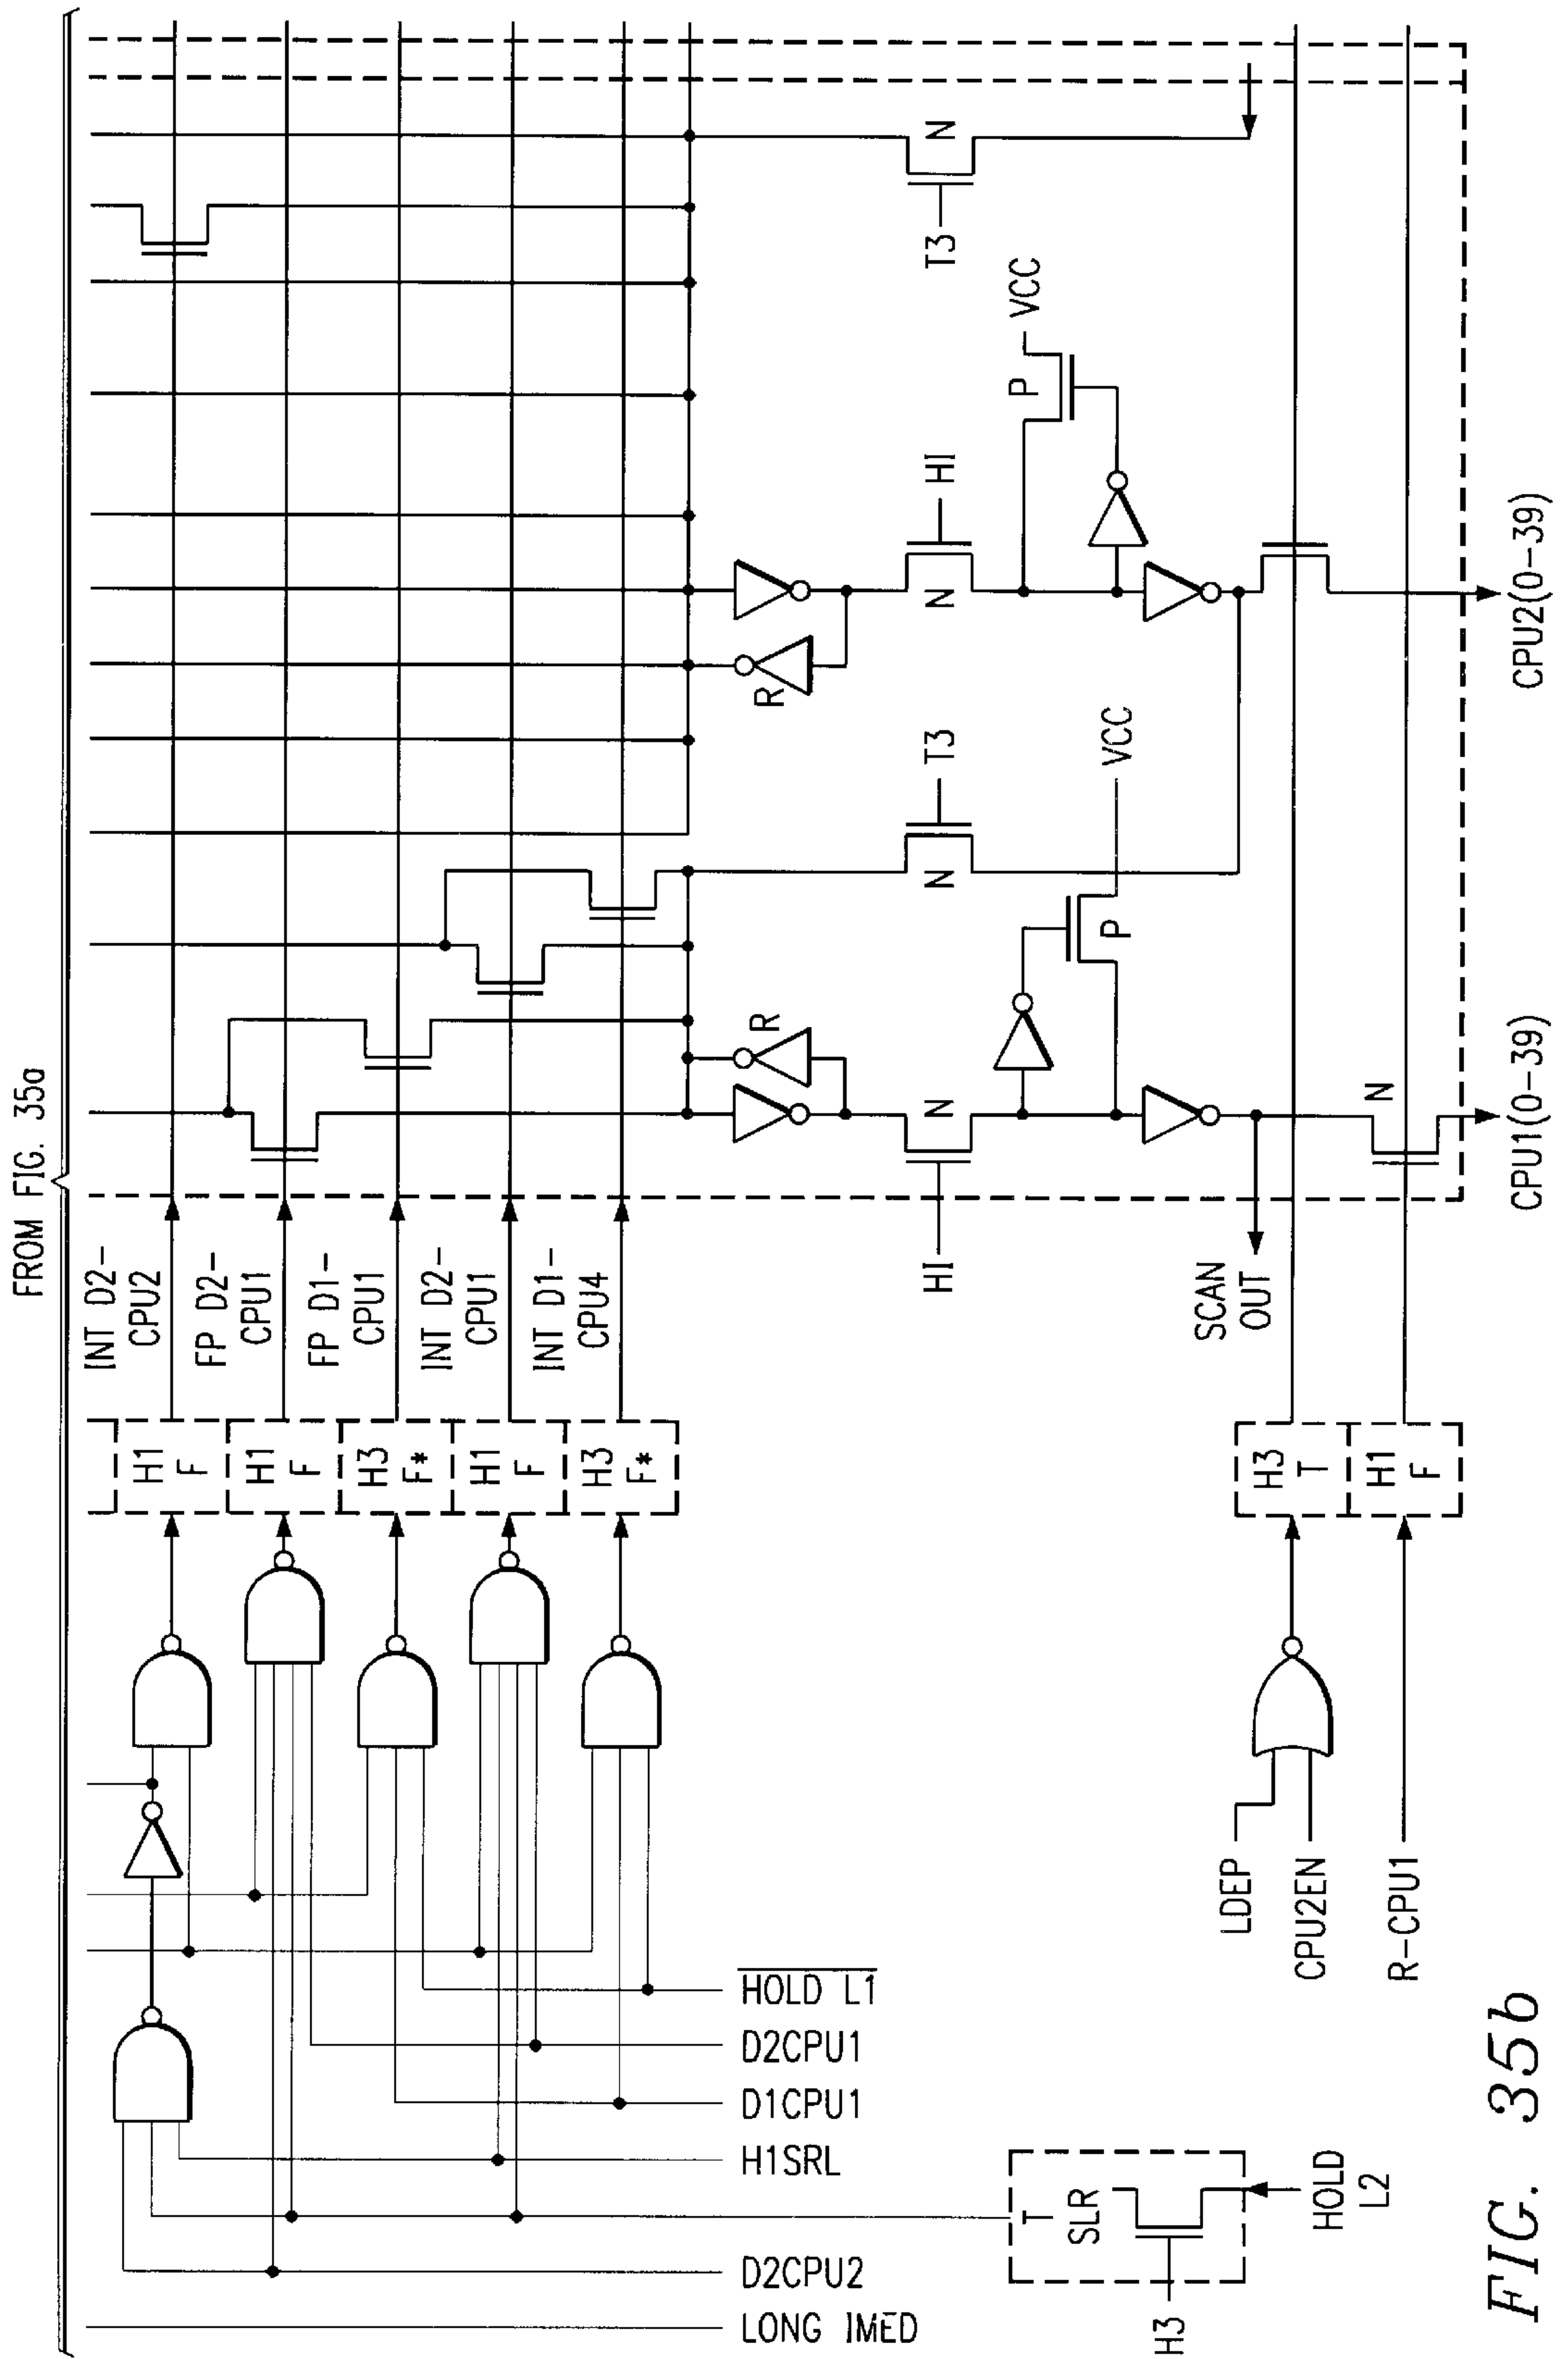 FROM FIG. 35a
INT D2-
CPU2
FP D2-
CPU1
FP D1-
CPU1
INT D2-
CPU1
INT D1-
CPU4
H1
F
H1
F
H3
F*
H1
F
H3
F*
N
T3
VCC
P
HI
N
R
T3
N
VCC
P
R
N
HI
N
SCAN
OUT
CPU2(0-39)
CPU1(0-39)
H3
T
H1
F
LDEP
CPU2EN
R-CPU1
HOLD L1
D2CPU1
D1CPU1
H1SRL
D2CPU2
LONG IMED
T
SLR
H3
HOLD
L2
FIG. 35b